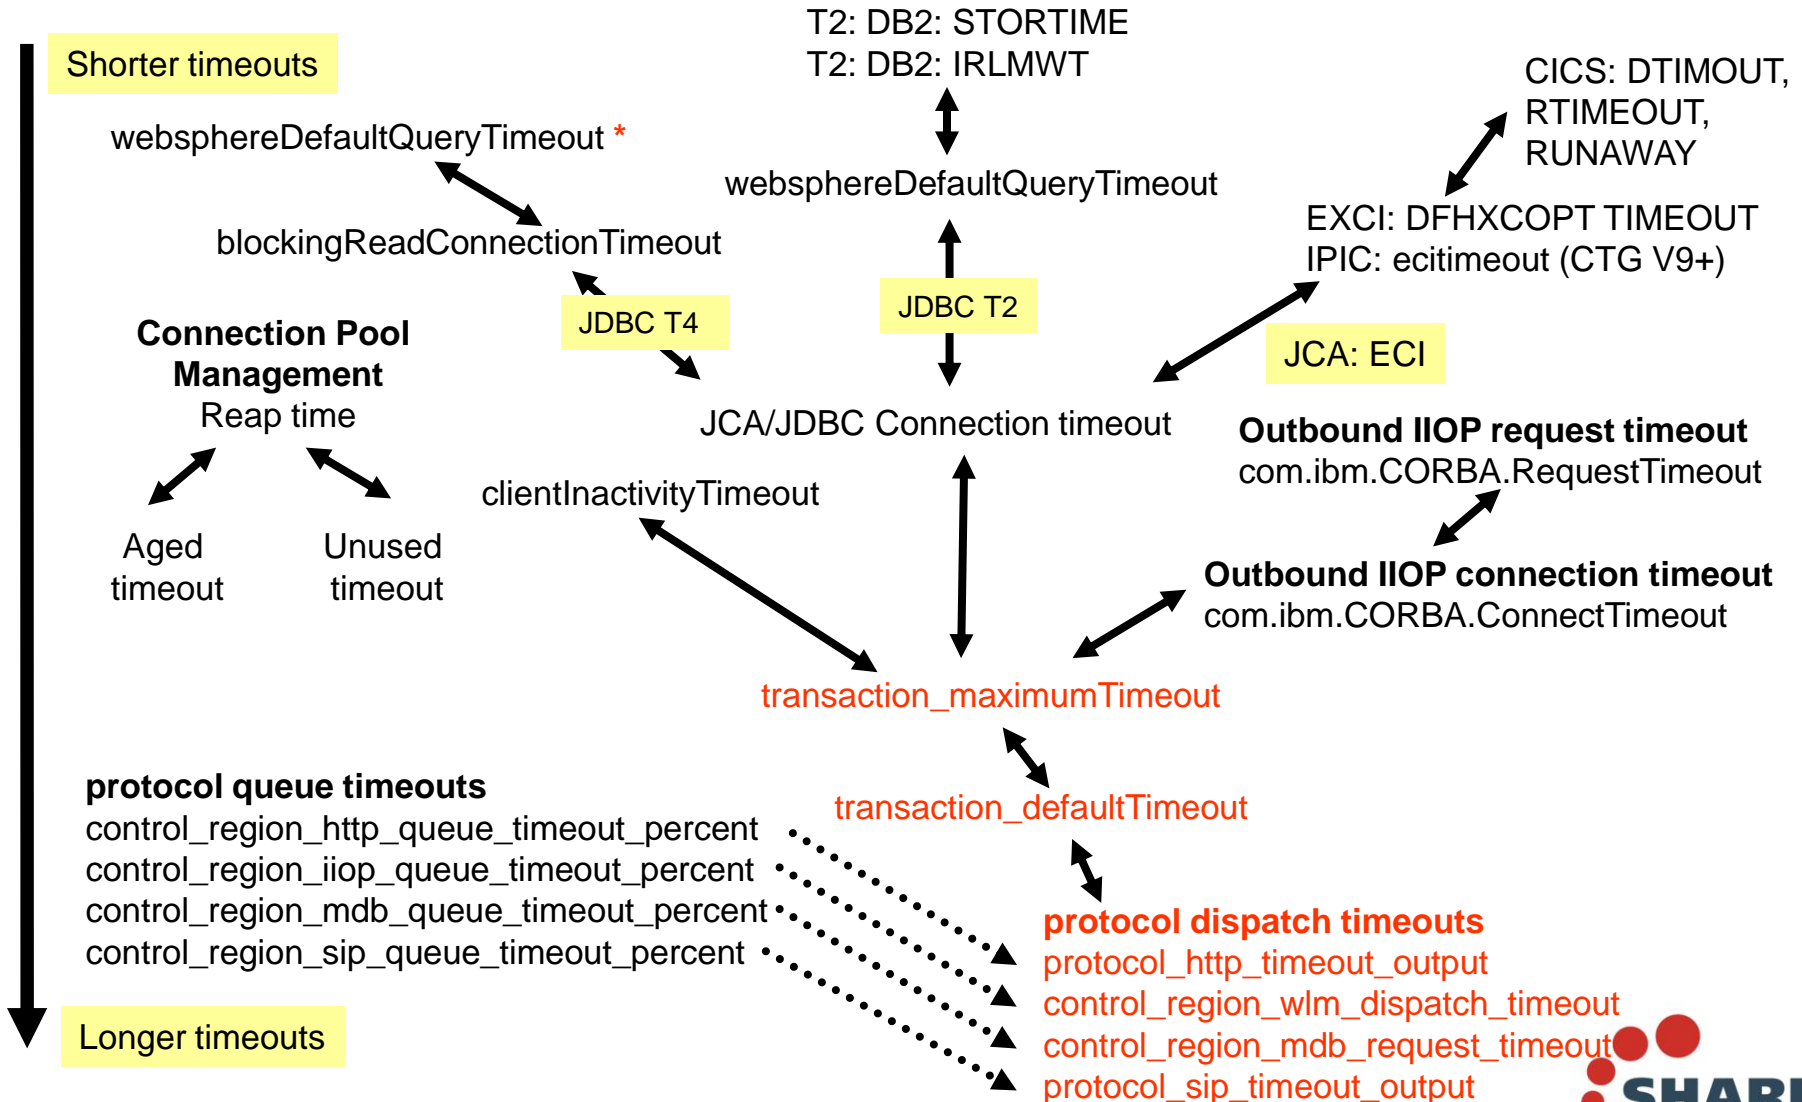 T2: DB2: STORTIME
T2: DB2: IRLMWT
Shorter timeouts
CICS: DTIMOUT,
RTIMEOUT,
RUNAWAY
websphereDefaultQueryTimeout *
websphereDefaultQueryTimeout
EXCI: DFHXCOPT TIMEOUT
IPIC: ecitimeout (CTG V9+)
blockingReadConnectionTimeout
JDBC T4
JDBC T2
JCA: ECI
Connection Pool
Management
Reap time
JCA/JDBC Connection timeout
Outbound IIOP request timeout
com.ibm.CORBA.RequestTimeout
clientInactivityTimeout
Aged
timeout
Unused
timeout
Outbound IIOP connection timeout
com.ibm.CORBA.ConnectTimeout
transaction_maximumTimeout
transaction_defaultTimeout
protocol queue timeouts
control_region_http_queue_timeout_percent
control_region_iiop_queue_timeout_percent
control_region_mdb_queue_timeout_percent
control_region_sip_queue_timeout_percent
protocol dispatch timeouts
protocol_http_timeout_output
control_region_wlm_dispatch_timeout
control_region_mdb_request_timeout
protocol_sip_timeout_output
Longer timeouts